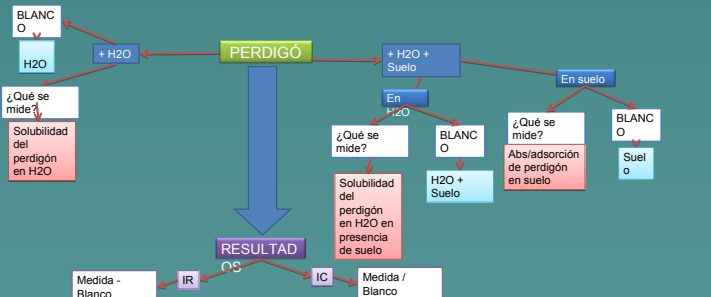 BLANC
O
H2O
+ H2O
PERDIGÓ
+ H2O +
Suelo
¿Qué se
mide?
Solubilidad
del
perdigón
en H2O
En
H2O
¿Qué se
mide?
Solubilidad
del
perdigón
en H2O en
presencia
de suelo
BLANC
O
H2O +
Suelo
En suelo
¿Qué se
mide?
Abs/adsorción
de perdigón
en suelo
BLANC
O
Suel
o
RESULTAD
OS
IR
Medida -
Blanco
IC
Medida /
Blanco